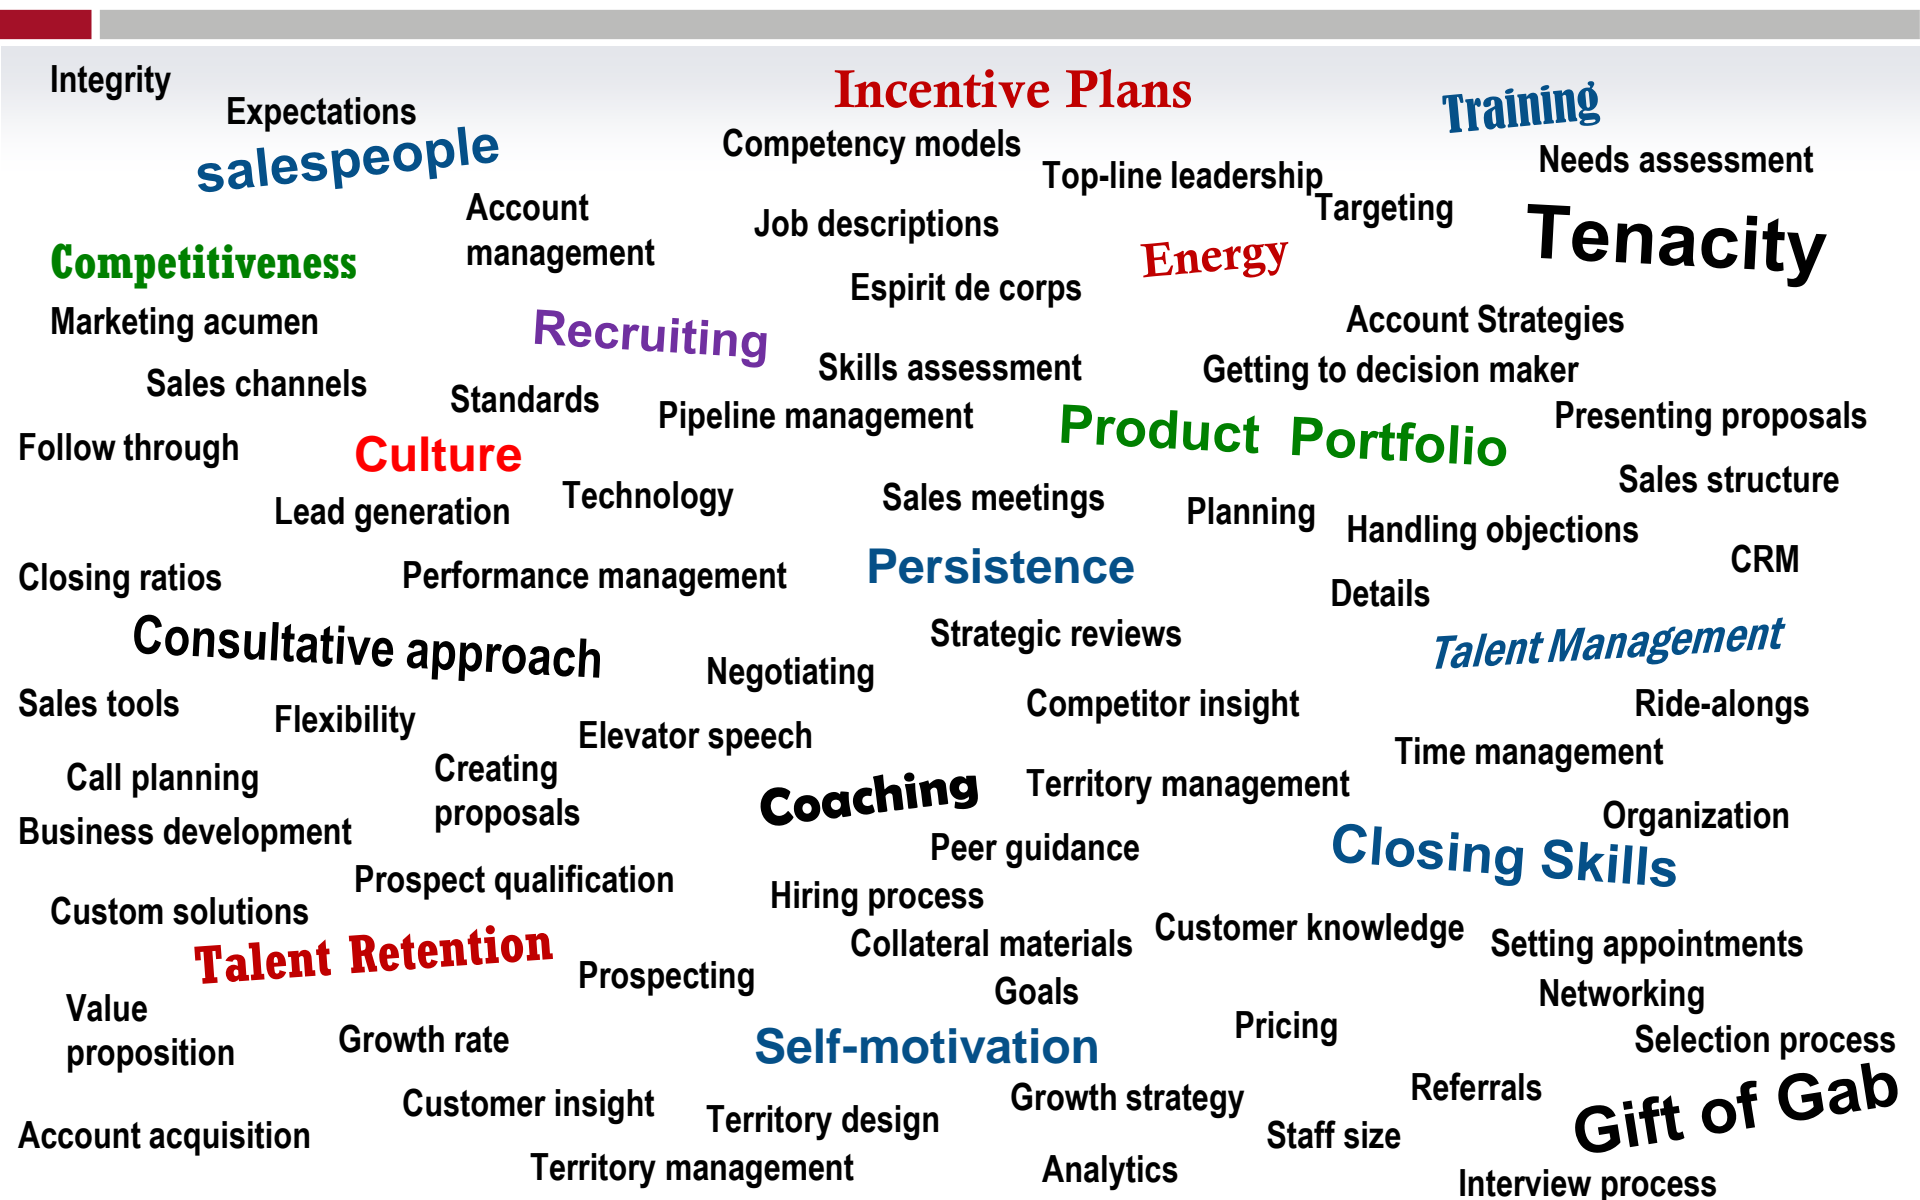 Integrity
Incentive Plans
Training
Expectations
salespeople
Competency models
Needs assessment
Top-line leadership
Account
management
Job descriptions
Targeting
Tenacity
Competitiveness
Energy
Espirit de corps
Marketing acumen
Recruiting
Account Strategies
Sales channels
Skills assessment
Getting to decision maker
Standards
Pipeline management
Product Portfolio
Presenting proposals
Follow through
Culture
Sales structure
Lead generation
Technology
Sales meetings
Planning
Handling objections
Closing ratios
Performance management
Persistence
CRM
Details
Consultative approach
Strategic reviews
Talent Management
Negotiating
Sales tools
Flexibility
Elevator speech
Competitor insight
Ride-alongs
Time management
Call planning
Creating
proposals
Coaching
Territory management
Organization
Business development
Peer guidance
Closing Skills
Prospect qualification
Hiring process
Custom solutions
Talent Retention
Collateral materials
Customer knowledge
Setting appointments
Prospecting
Goals
Networking
Value
proposition
Growth rate
Self-motivation
Pricing
Selection process
Customer insight
Territory design
Growth strategy
Referrals
Gift of Gab
Account acquisition
Staff size
Territory management
Analytics
Interview process